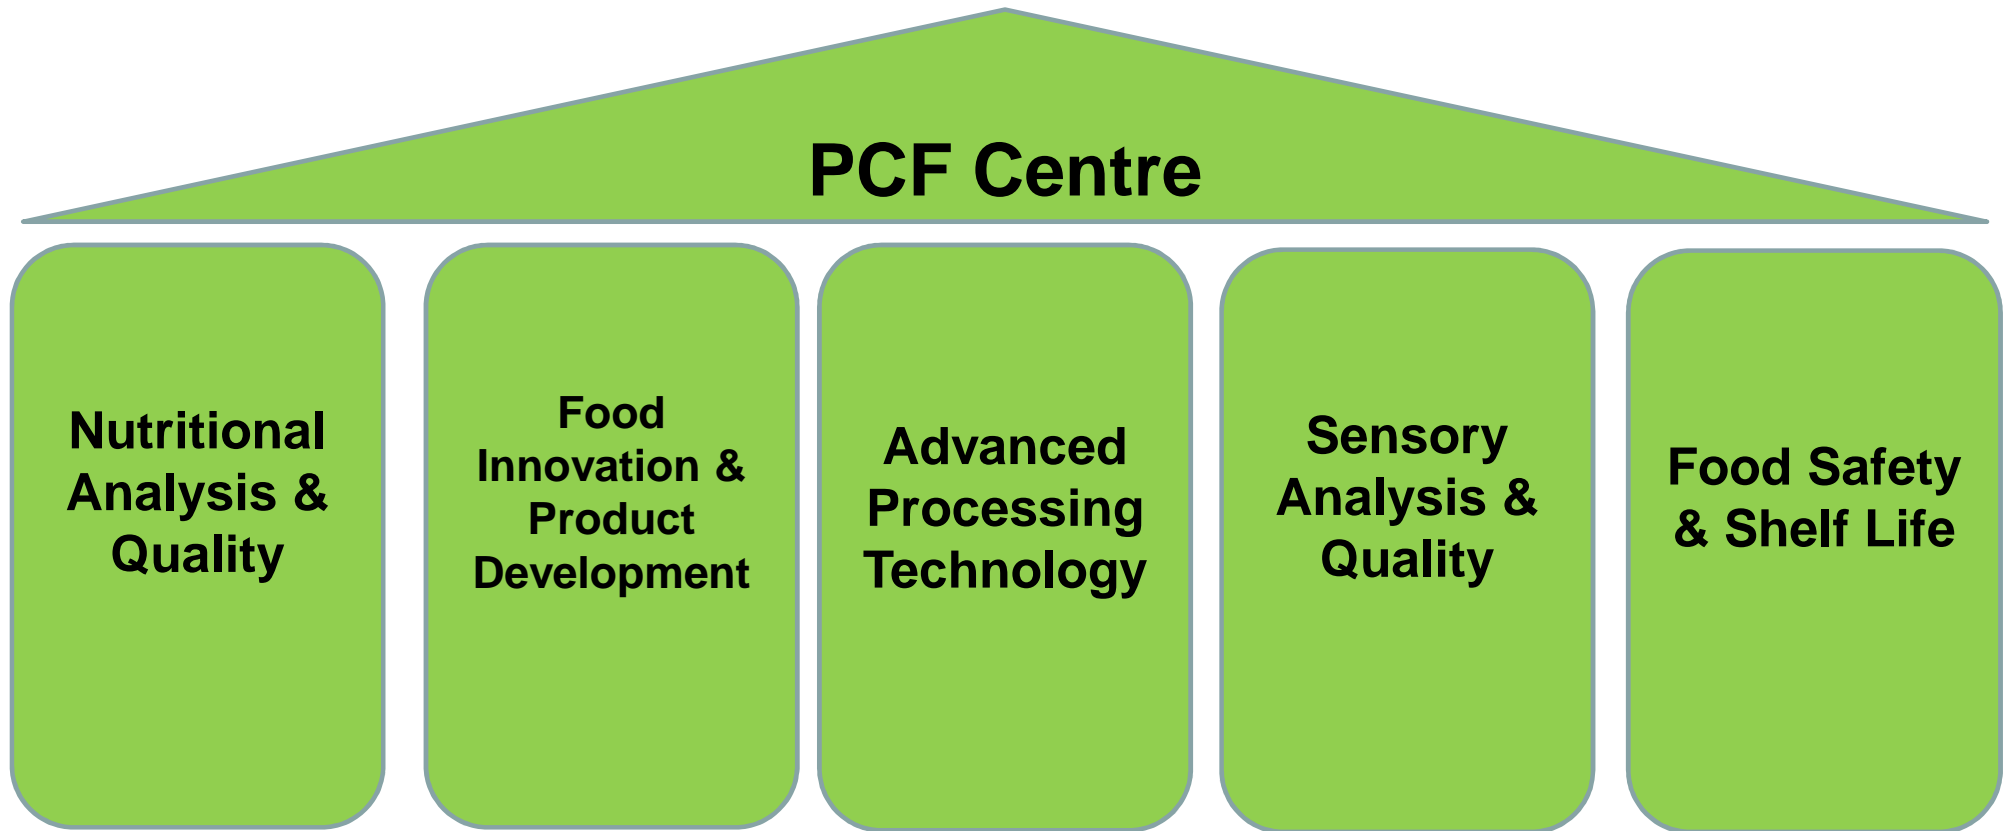 PCF Centre
Nutritional
Analysis &
Quality
Food
Innovation &
Product
Development
Advanced
Processing
Technology
Sensory
Analysis &
Quality
Food Safety
& Shelf Life